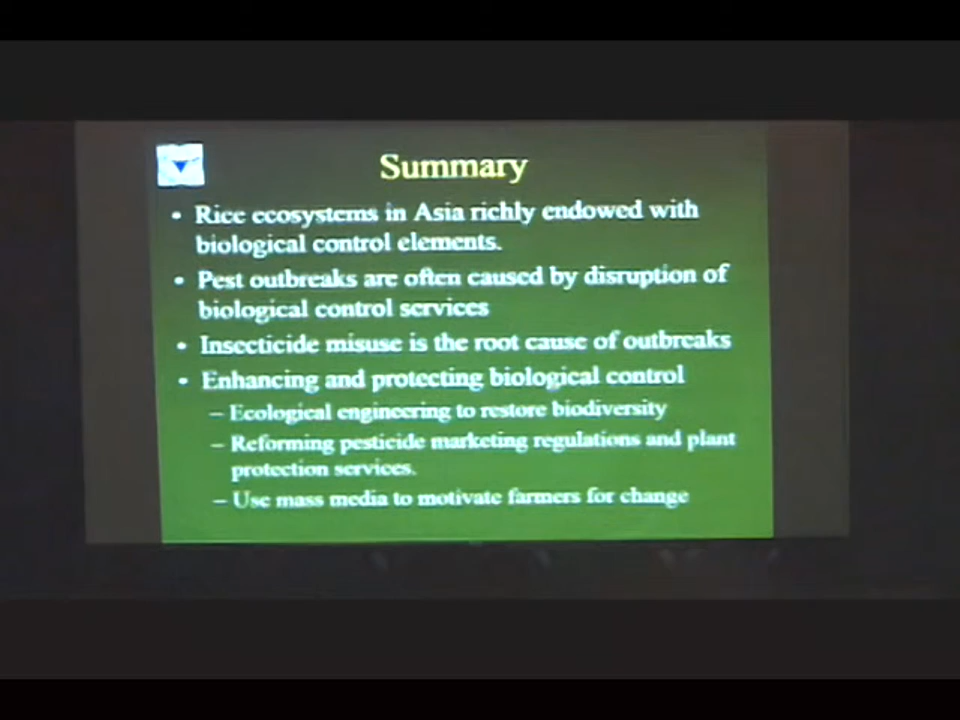 Summary
• Rice ecosystems in Asia richly endowed with
biological control elements.
• Pest outbreaks are often caused by disruption of
biological control services
• Insecticide misuse is the root cause of outbreaks
• Enhancing and protecting biological control
– Ecological engineering to restore biodiversity
– Reforming pesticide marketing regulations and plant
protection services.
– Use mass media to motivate farmers for change